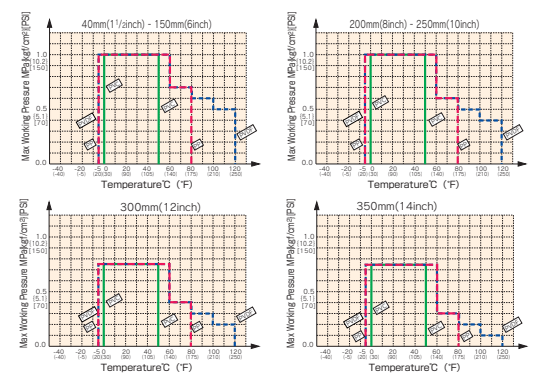 40mm(1¹/²inch) - 150mm(6inch)
Max Working Pressure MPa[kgf/cm²][PSI]
1.0
[10.2]
[150]
0.5
(5.1)
[70]
0.0
-40 -20 -5 0 20 40 60 80 100 120
(-40) (-5) (20)(30) (90) (105) (140) (175) (210) (250)
Temperature℃ (°F)
200mm(8inch) - 250mm(10inch)
Max Working Pressure MPa[kgf/cm²][PSI]
1.0
[10.2]
[150]
0.5
(5.1)
[70]
0.0
-40 -20 -5 0 20 40 60 80 100 120
(-40) (-5) (20)(30) (90) (105) (140) (175) (210) (250)
Temperature℃ (°F)
300mm(12inch)
Max Working Pressure MPa[kgf/cm²][PSI]
1.0
[10.2]
[150]
0.5
(5.1)
[70]
0.0
-40 -20 -5 0 20 40 60 80 100 120
(-40) (-5) (20)(30) (90) (105) (140) (175) (210) (250)
Temperature℃ (°F)
350mm(14inch)
Max Working Pressure MPa[kgf/cm²][PSI]
1.0
[10.2]
[150]
0.5
(5.1)
[70]
0.0
-40 -20 -5 0 20 40 60 80 100 120
(-40) (-5) (20)(30) (90) (105) (140) (175) (210) (250)
Temperature℃ (°F)